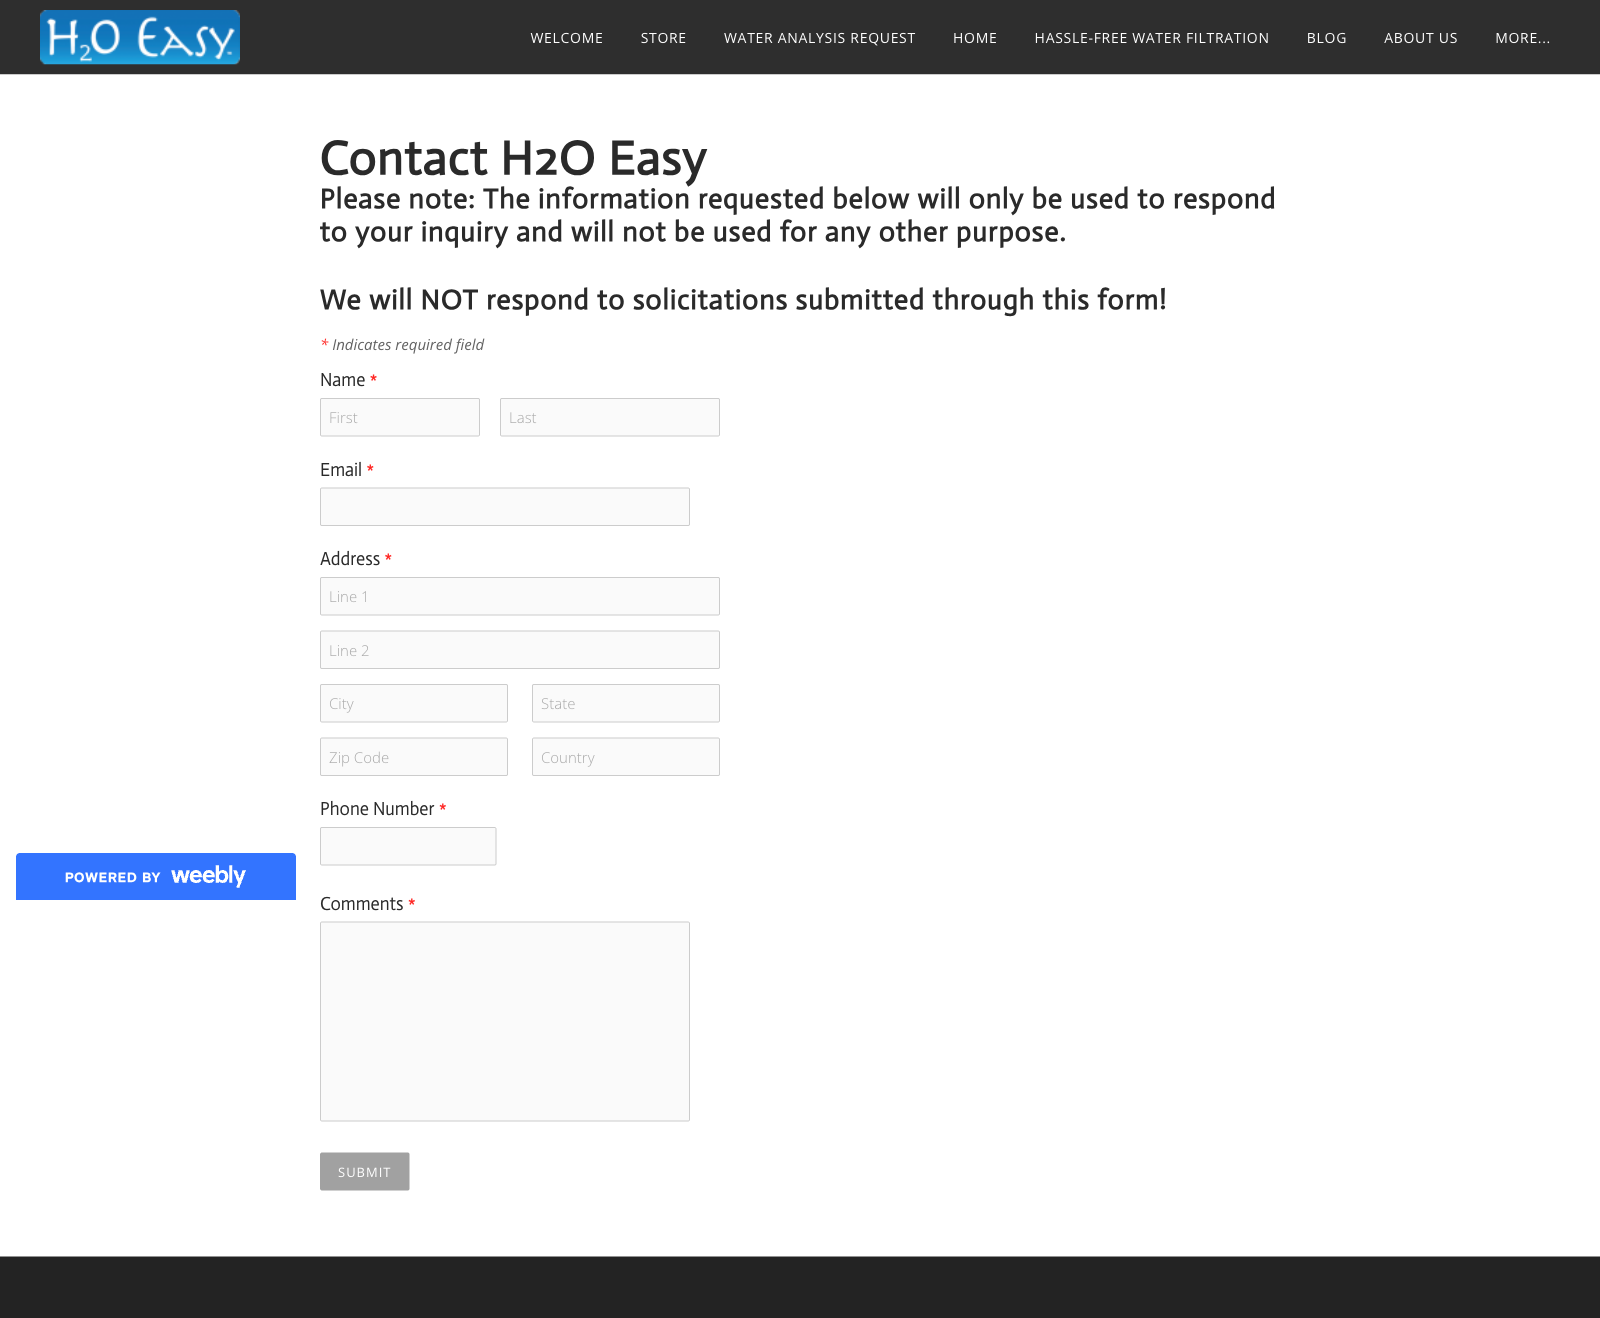 H2O Easy
WELCOME STORE WATER ANALYSIS REQUEST HOME HASSLE-FREE WATER FILTRATION BLOG ABOUT US MORE...
Contact H2O Easy
Please note: The information requested below will only be used to respond
to your inquiry and will not be used for any other purpose.
We will NOT respond to solicitations submitted through this form!
* Indicates required field
Name *
First Last
Email *
Address *
Line 1
Line 2
City State
Zip Code Country
Phone Number *
POWERED BY weebly
Comments *
SUBMIT